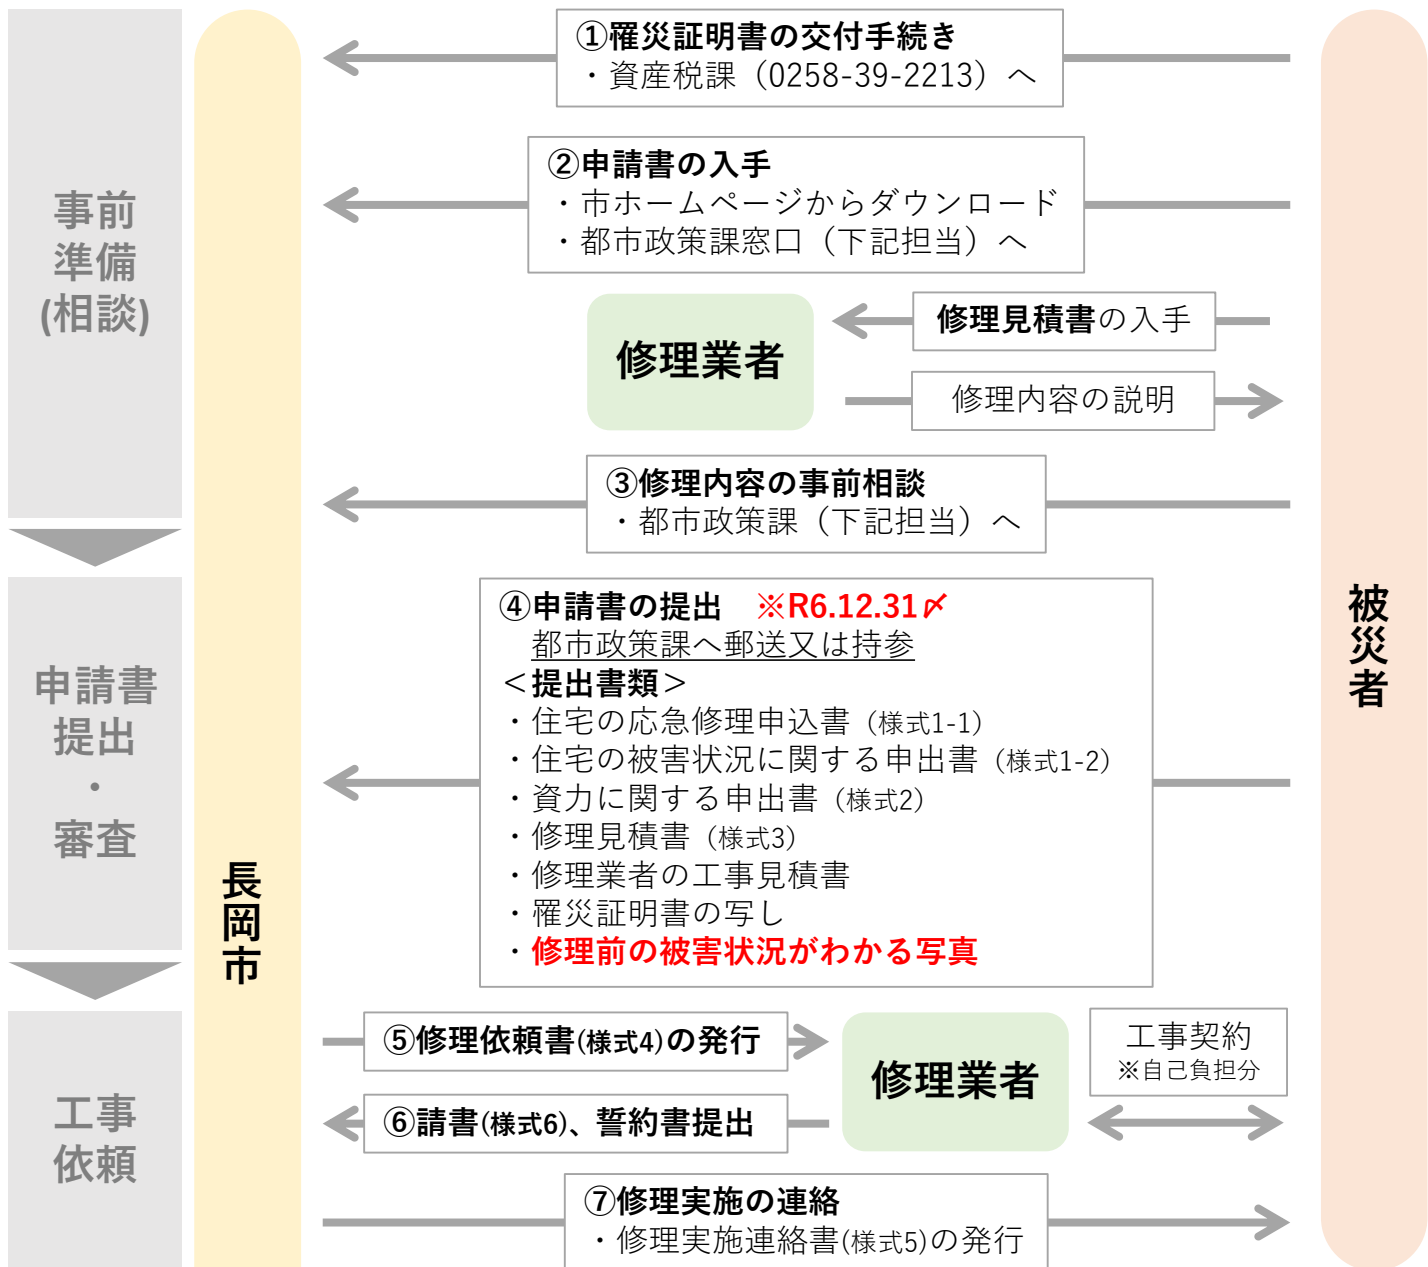 ①罹災証明書の交付手続き
・資産税課（0258-39-2213）へ
②申請書の入手
・市ホームページからダウンロード
・都市政策課窓口（下記担当）へ
事前
準備
(相談)
修理業者
修理見積書の入手
修理内容の説明
③修理内容の事前相談
・都市政策課（下記担当）へ
④申請書の提出　※R6.12.31〆
都市政策課へ郵送又は持参
＜提出書類＞
・住宅の応急修理申込書（様式1-1）
・住宅の被害状況に関する申出書（様式1-2）
・資力に関する申出書（様式2）
・修理見積書（様式3）
・修理業者の工事見積書
・罹災証明書の写し
・修理前の被害状況がわかる写真
申請書
提出
・
審査
長岡市
被災者
⑤修理依頼書(様式4)の発行
⑥請書(様式6)、誓約書提出
修理業者
工事契約
※自己負担分
工事
依頼
⑦修理実施の連絡
・修理実施連絡書(様式5)の発行